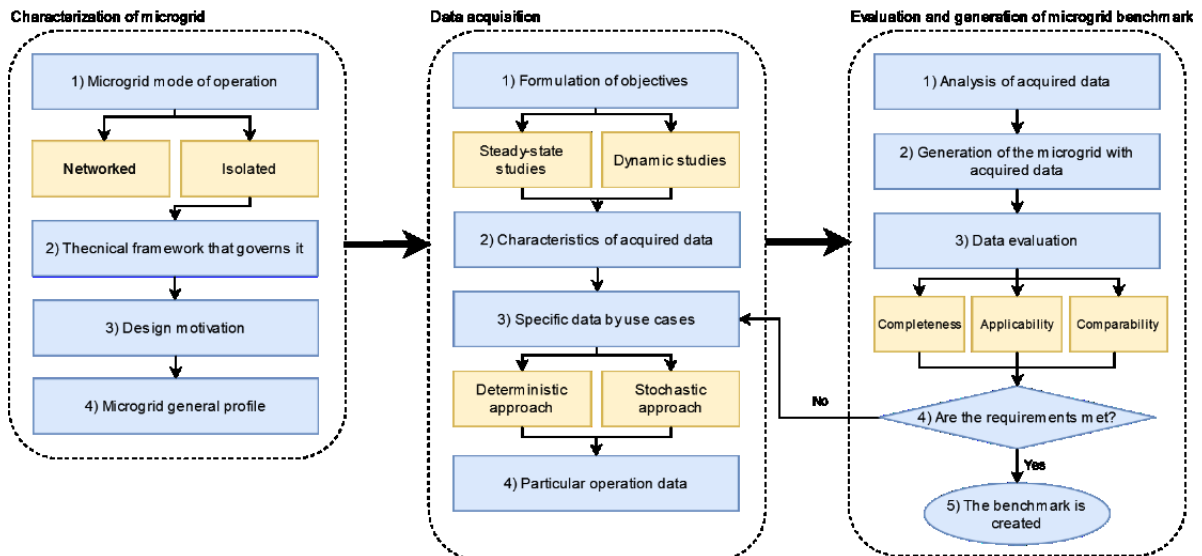 Characterization of microgrid
1) Microgrid mode of operation
Networked
Isolated
2) Thecnical framework that governs it
3) Design motivation
4) Microgrid general profile
Data acquisition
1) Formulation of objectives
Steady-state
studies
Dynamic studies
2) Characteristics of acquired data
3) Specific data by use cases
Deterministic
approach
Stochastic
approach
4) Particular operation data
Evaluation and generation of microgrid benchmark
1) Analysis of acquired data
2) Generation of the microgrid with
acquired data
3) Data evaluation
Completeness
Applicability
Comparability
4) Are the requirements met?
No
Yes
5) The benchmark is
created